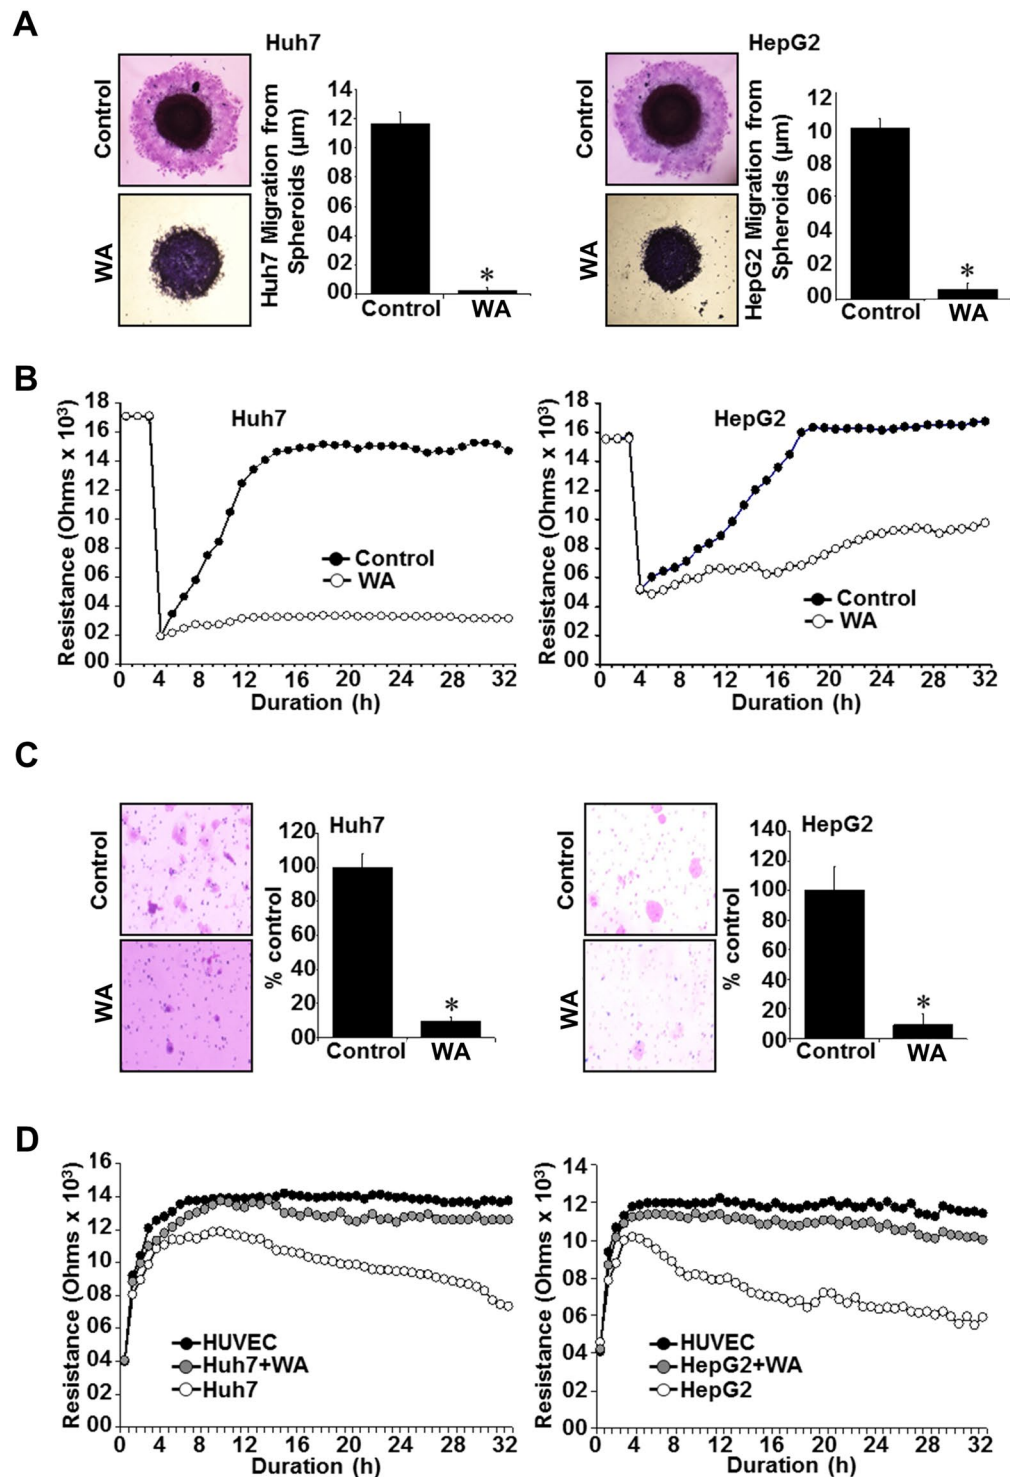 A
Huh7
HepG2
Control
WA
Huh7 Migration from
Spheroids (µm)
14
12
10
08
06
04
02
00
*
Control WA
Control
WA
HepG2 Migration from
Spheroids (µm)
12
10
08
06
04
02
00
*
Control WA
B
Resistance (Ohms x 10³)
18
16
14
12
10
08
06
04
02
00
Huh7
Control
WA
0 4 8 12 16 20 24 28 32
Duration (h)
Resistance (Ohms x 10³)
18
16
14
12
10
08
06
04
02
00
HepG2
Control
WA
0 4 8 12 16 20 24 28 32
Duration (h)
C
Control
WA
% control
120
100
80
60
40
20
00
Huh7
*
Control WA
Control
WA
% control
140
120
100
80
60
40
20
00
HepG2
*
Control WA
D
Resistance (Ohms x 10³)
16
14
12
10
08
06
04
02
00
HUVEC
Huh7+WA
Huh7
0 4 8 12 16 20 24 28 32
Duration (h)
Resistance (Ohms x 10³)
14
12
10
08
06
04
02
00
HUVEC
HepG2+WA
HepG2
0 4 8 12 16 20 24 28 32
Duration (h)